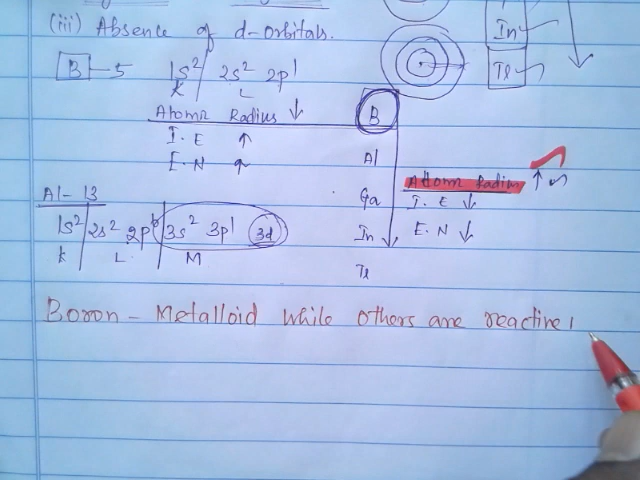 (iii) Absence of d-orbitals.
In
Tl
B - 5 1s² 2s² 2p¹
K L
Atomic Radius ↓
I. E ↑
E. N ↑
B
Al
Ga
In
Tl
Atomic Radius ↑
I. E ↓
E. N ↓
Al - 13
1s² 2s² 2p⁶ 3s² 3p¹ 3d
K L M
Boron - Metalloid while others are reactive